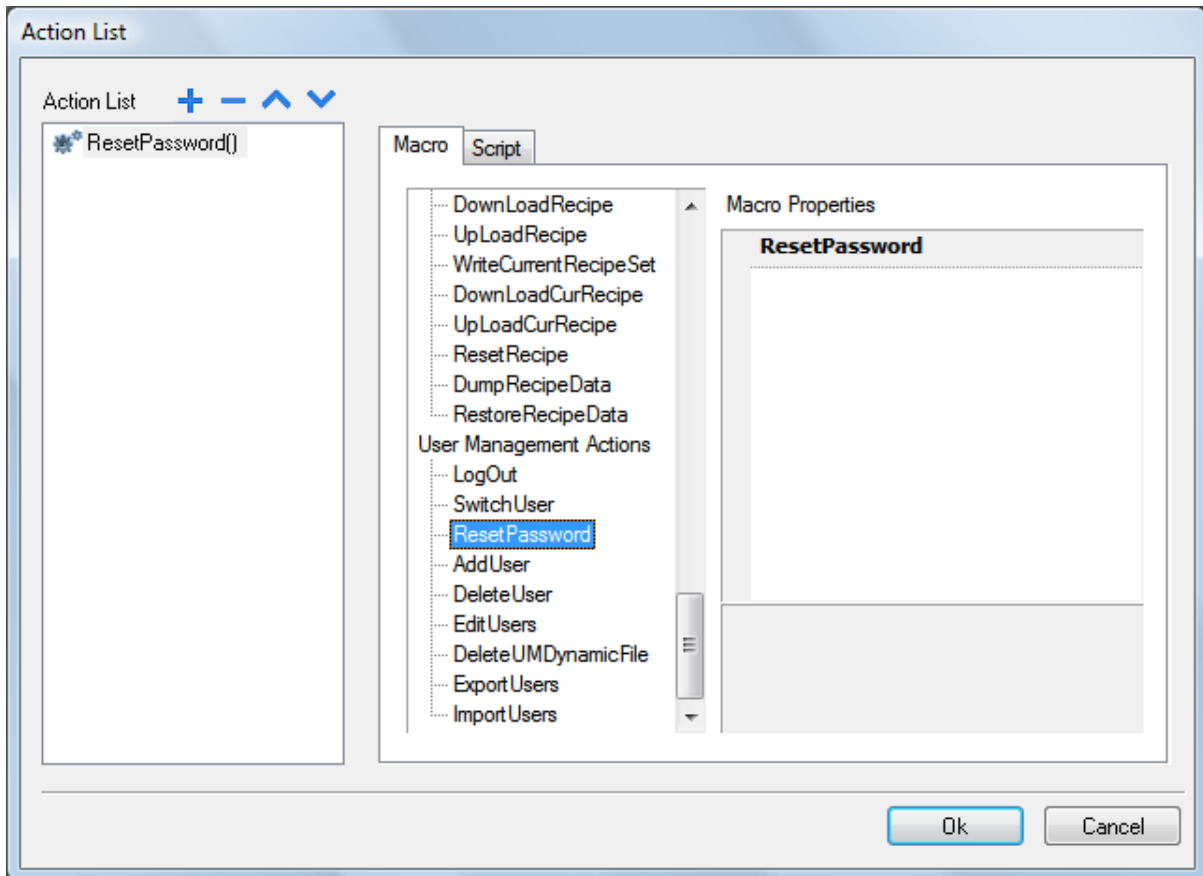 Action List
Action List
ResetPassword()
Macro
Script
DownLoadRecipe
UpLoadRecipe
WriteCurrentRecipeSet
DownLoadCurRecipe
UpLoadCurRecipe
ResetRecipe
DumpRecipeData
RestoreRecipeData
User Management Actions
LogOut
SwitchUser
ResetPassword
AddUser
DeleteUser
EditUsers
DeleteUMDynamicFile
ExportUsers
ImportUsers
Macro Properties
ResetPassword
Ok
Cancel